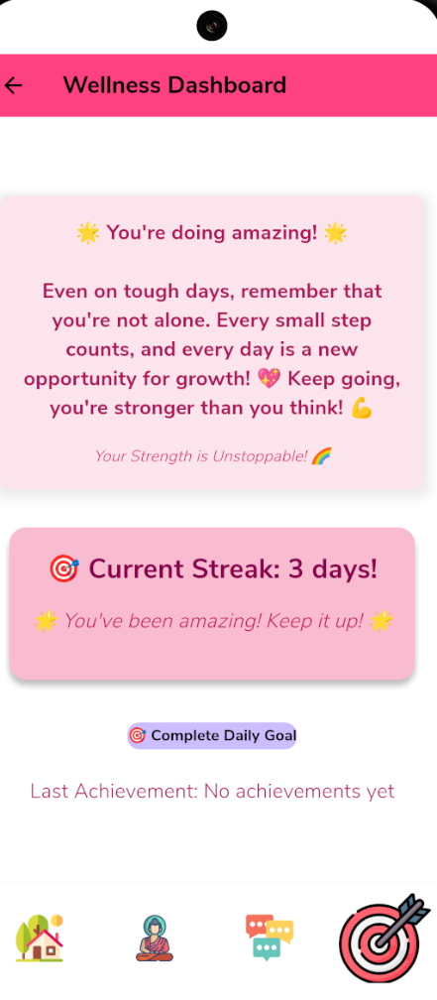 Wellness Dashboard
🌟 You're doing amazing! 🌟
Even on tough days, remember that
you're not alone. Every small step
counts, and every day is a new
opportunity for growth! 💖 Keep going,
you're stronger than you think! 💪
Your Strength is Unstoppable! 🌈
🎯 Current Streak: 3 days!
🌟 You've been amazing! Keep it up! 🌟
🎯 Complete Daily Goal
Last Achievement: No achievements yet